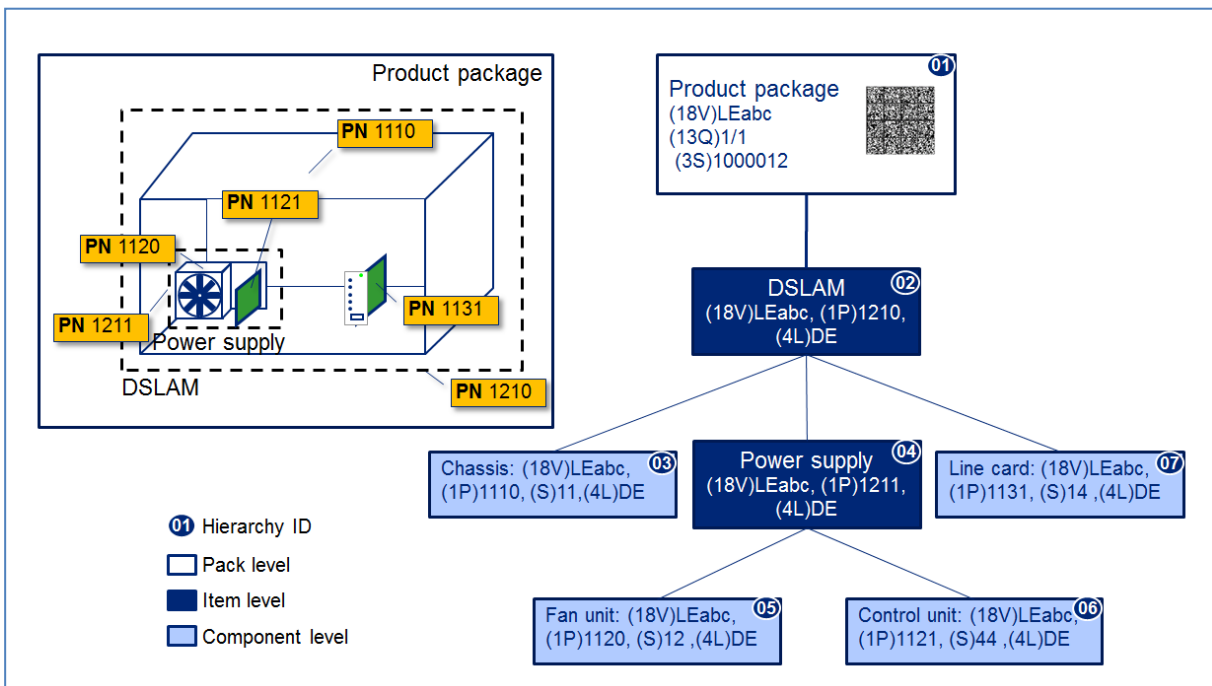 Product package
PN 1110
PN 1121
PN 1120
PN 1211
PN 1131
Power supply
DSLAM
PN 1210
01
Product package
(18V)LEabc
(13Q)1/1
(3S)1000012
02
DSLAM
(18V)LEabc, (1P)1210,
(4L)DE
03
Chassis: (18V)LEabc,
(1P)1110, (S)11,(4L)DE
04
Power supply
(18V)LEabc, (1P)1211,
(4L)DE
07
Line card: (18V)LEabc,
(1P)1131, (S)14 ,(4L)DE
05
Fan unit: (18V)LEabc,
(1P)1120, (S)12 ,(4L)DE
06
Control unit: (18V)LEabc,
(1P)1121, (S)44 ,(4L)DE
01 Hierarchy ID
Pack level
Item level
Component level